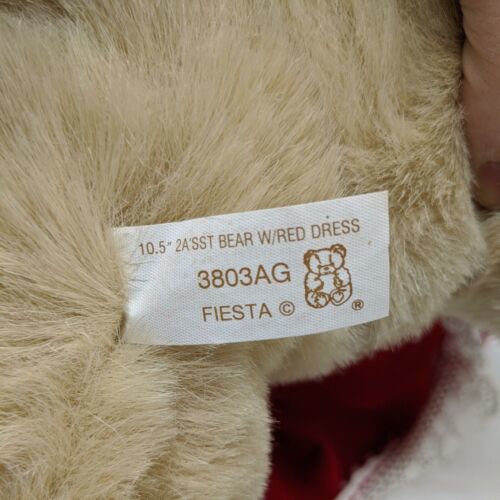 10.5" 2A'SST BEAR W/RED DRESS
3803AG
FIESTA © ®